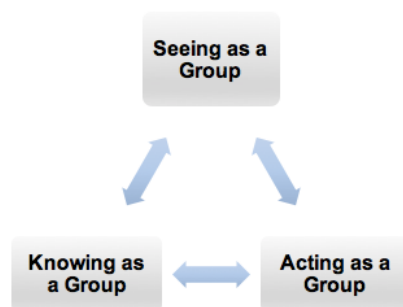 Seeing as a
Group
Knowing as
a Group
Acting as a
Group